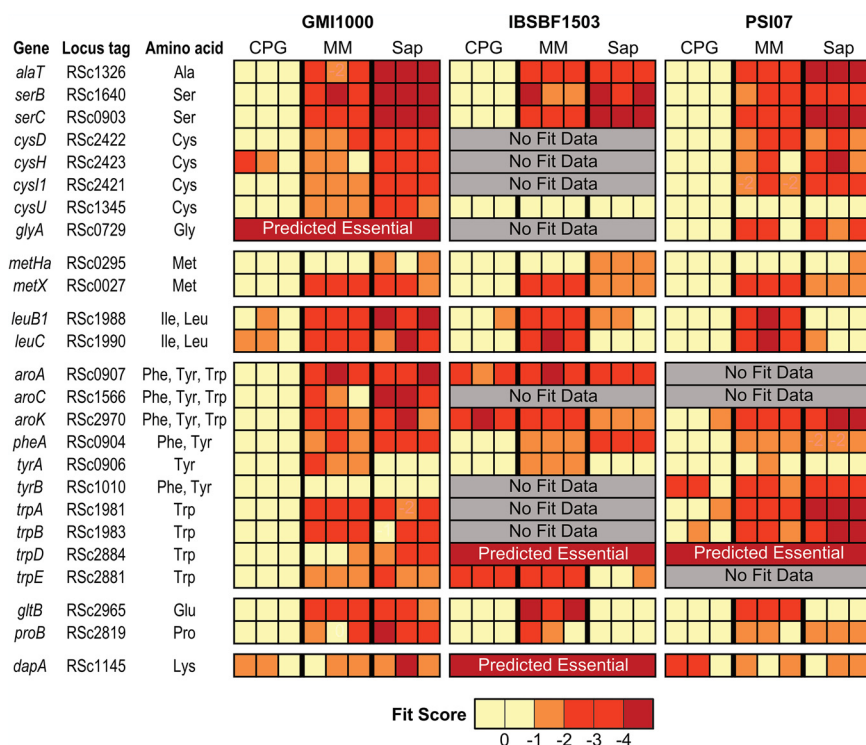 GMI1000 IBSBF1503 PSI07
Gene Locus tag Amino acid CPG MM Sap CPG MM Sap CPG MM Sap
alaT RSc1326 Ala -2
serB RSc1640 Ser
serC RSc0903 Ser
cysD RSc2422 Cys No Fit Data
cysH RSc2423 Cys No Fit Data
cysI1 RSc2421 Cys No Fit Data -2 -2
cysU RSc1345 Cys
glyA RSc0729 Gly Predicted Essential No Fit Data
metHa RSc0295 Met
metX RSc0027 Met
leuB1 RSc1988 Ile, Leu
leuC RSc1990 Ile, Leu
aroA RSc0907 Phe, Tyr, Trp No Fit Data
aroC RSc1566 Phe, Tyr, Trp No Fit Data No Fit Data
aroK RSc2970 Phe, Tyr, Trp
pheA RSc0904 Phe, Tyr -2 -2
tyrA RSc0906 Tyr
tyrB RSc1010 Phe, Tyr No Fit Data
trpA RSc1981 Trp -2 No Fit Data
trpB RSc1983 Trp No Fit Data
trpD RSc2884 Trp Predicted Essential Predicted Essential
trpE RSc2881 Trp No Fit Data
gltB RSc2965 Glu
proB RSc2819 Pro
dapA RSc1145 Lys Predicted Essential
Fit Score
0 -1 -2 -3 -4